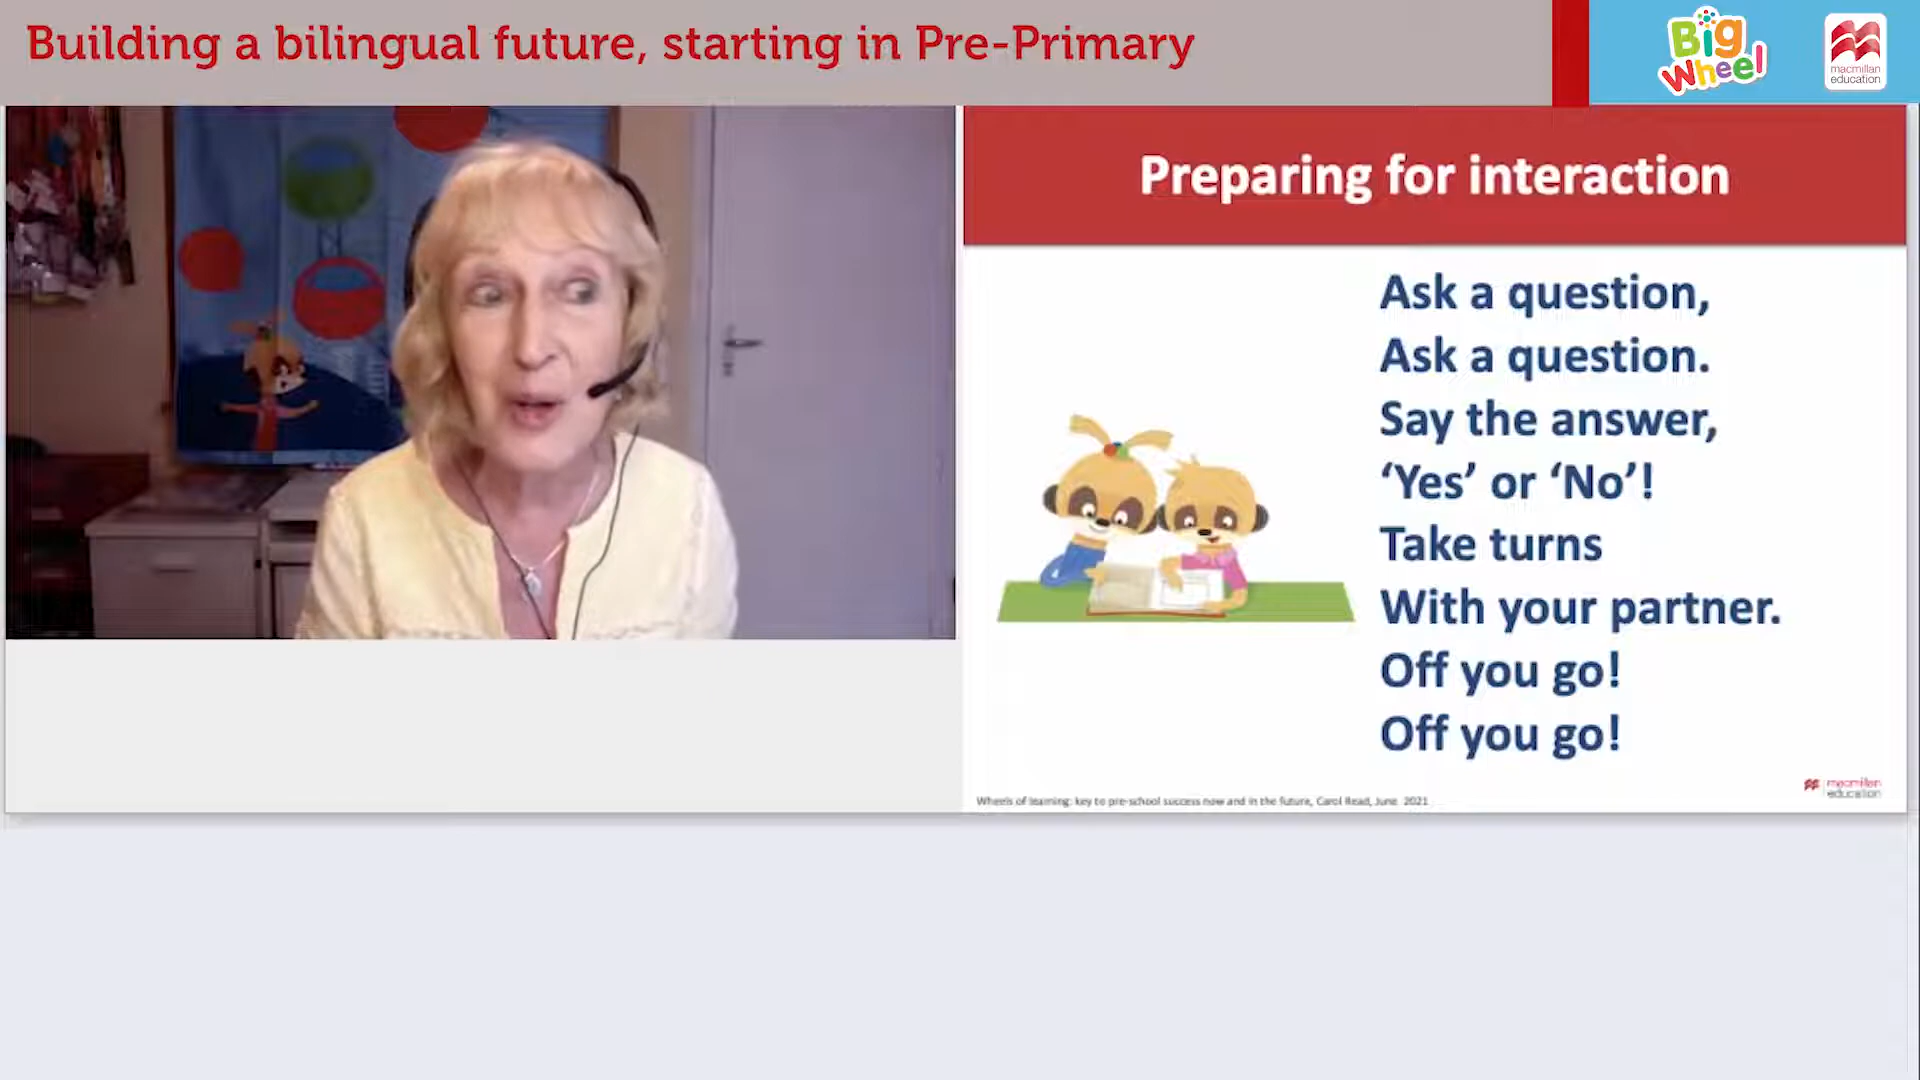 Building a bilingual future, starting in Pre-Primary
Big
Wheel
macmillan
education
Preparing for interaction
Ask a question,
Ask a question.
Say the answer,
‘Yes’ or ‘No’!
Take turns
With your partner.
Off you go!
Off you go!
Wheels of learning: key to pre-school success now and in the future, Carol Read, June 2021
macmillan
education